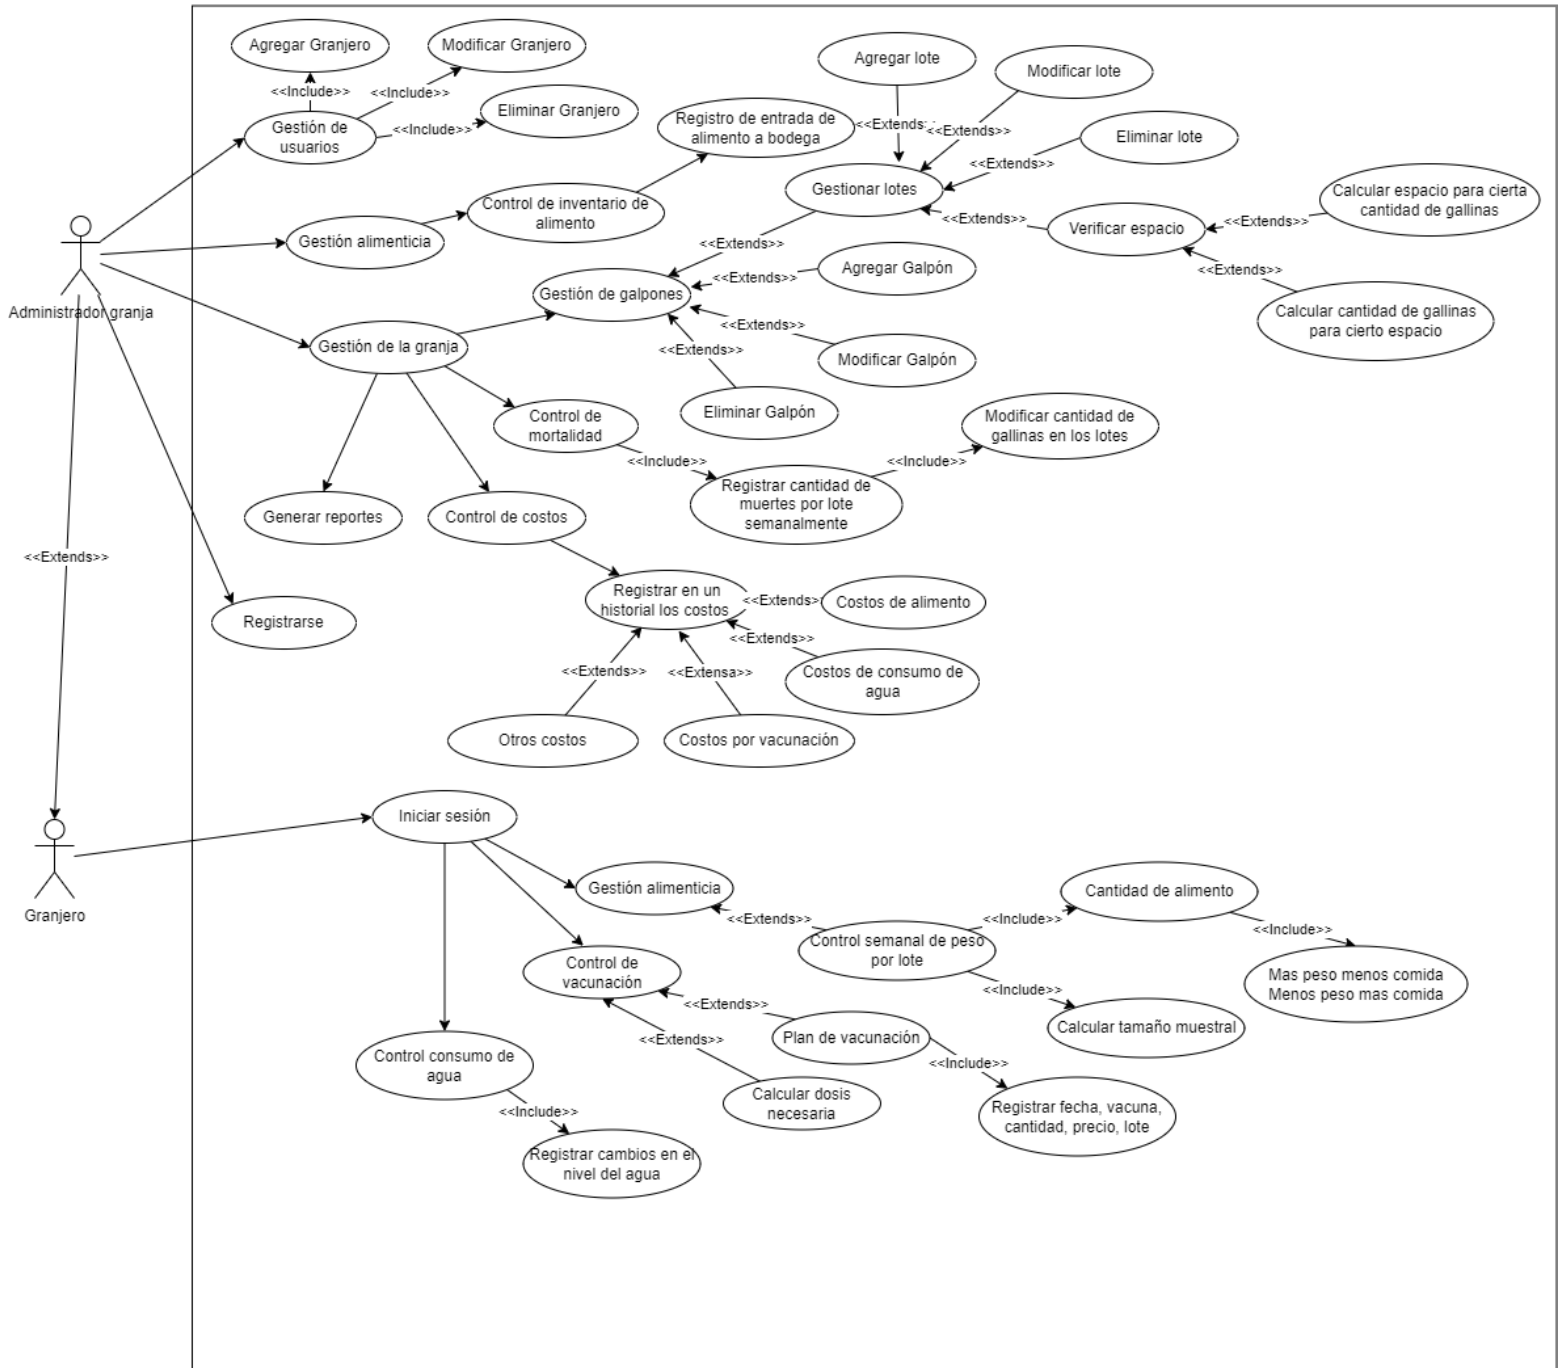 Agregar Granjero
Modificar Granjero
<<Include>>
<<Include>>
Eliminar Granjero
<<Include>>
Gestión de
usuarios
Agregar lote
Modificar lote
Eliminar lote
<<Extends>>
<<Extends>>
<<Extends>>
Registro de entrada de
alimento a bodega
Gestionar lotes
Control de inventario de
alimento
Gestión alimenticia
<<Extends>>
Verificar espacio
<<Extends>>
Calcular espacio para cierta
cantidad de gallinas
<<Extends>>
Calcular cantidad de gallinas
para cierto espacio
<<Extends>>
Gestión de galpones
<<Extends>>
Agregar Galpón
<<Extends>>
Modificar Galpón
<<Extends>>
Eliminar Galpón
Administrador granja
Gestión de la granja
Control de
mortalidad
<<Include>>
Registrar cantidad de
muertes por lote
semanalmente
<<Include>>
Modificar cantidad de
gallinas en los lotes
Generar reportes
Control de costos
<<Extends>>
Registrarse
Registrar en un
historial los costos
<<Extends>
Costos de alimento
<<Extends>>
Costos de consumo de
agua
<<Extends>>
<<Extensa>>
Otros costos
Costos por vacunación
Iniciar sesión
Granjero
Gestión alimenticia
<<Extends>>
Control semanal de peso
por lote
<<Include>>
Cantidad de alimento
<<Include>>
Mas peso menos comida
Menos peso mas comida
<<Include>>
Calcular tamaño muestral
Control de
vacunación
<<Extends>>
Plan de vacunación
<<Extends>>
<<Include>>
Control consumo de
agua
Calcular dosis
necesaria
Registrar fecha, vacuna,
cantidad, precio, lote
<<Include>>
Registrar cambios en el
nivel del agua